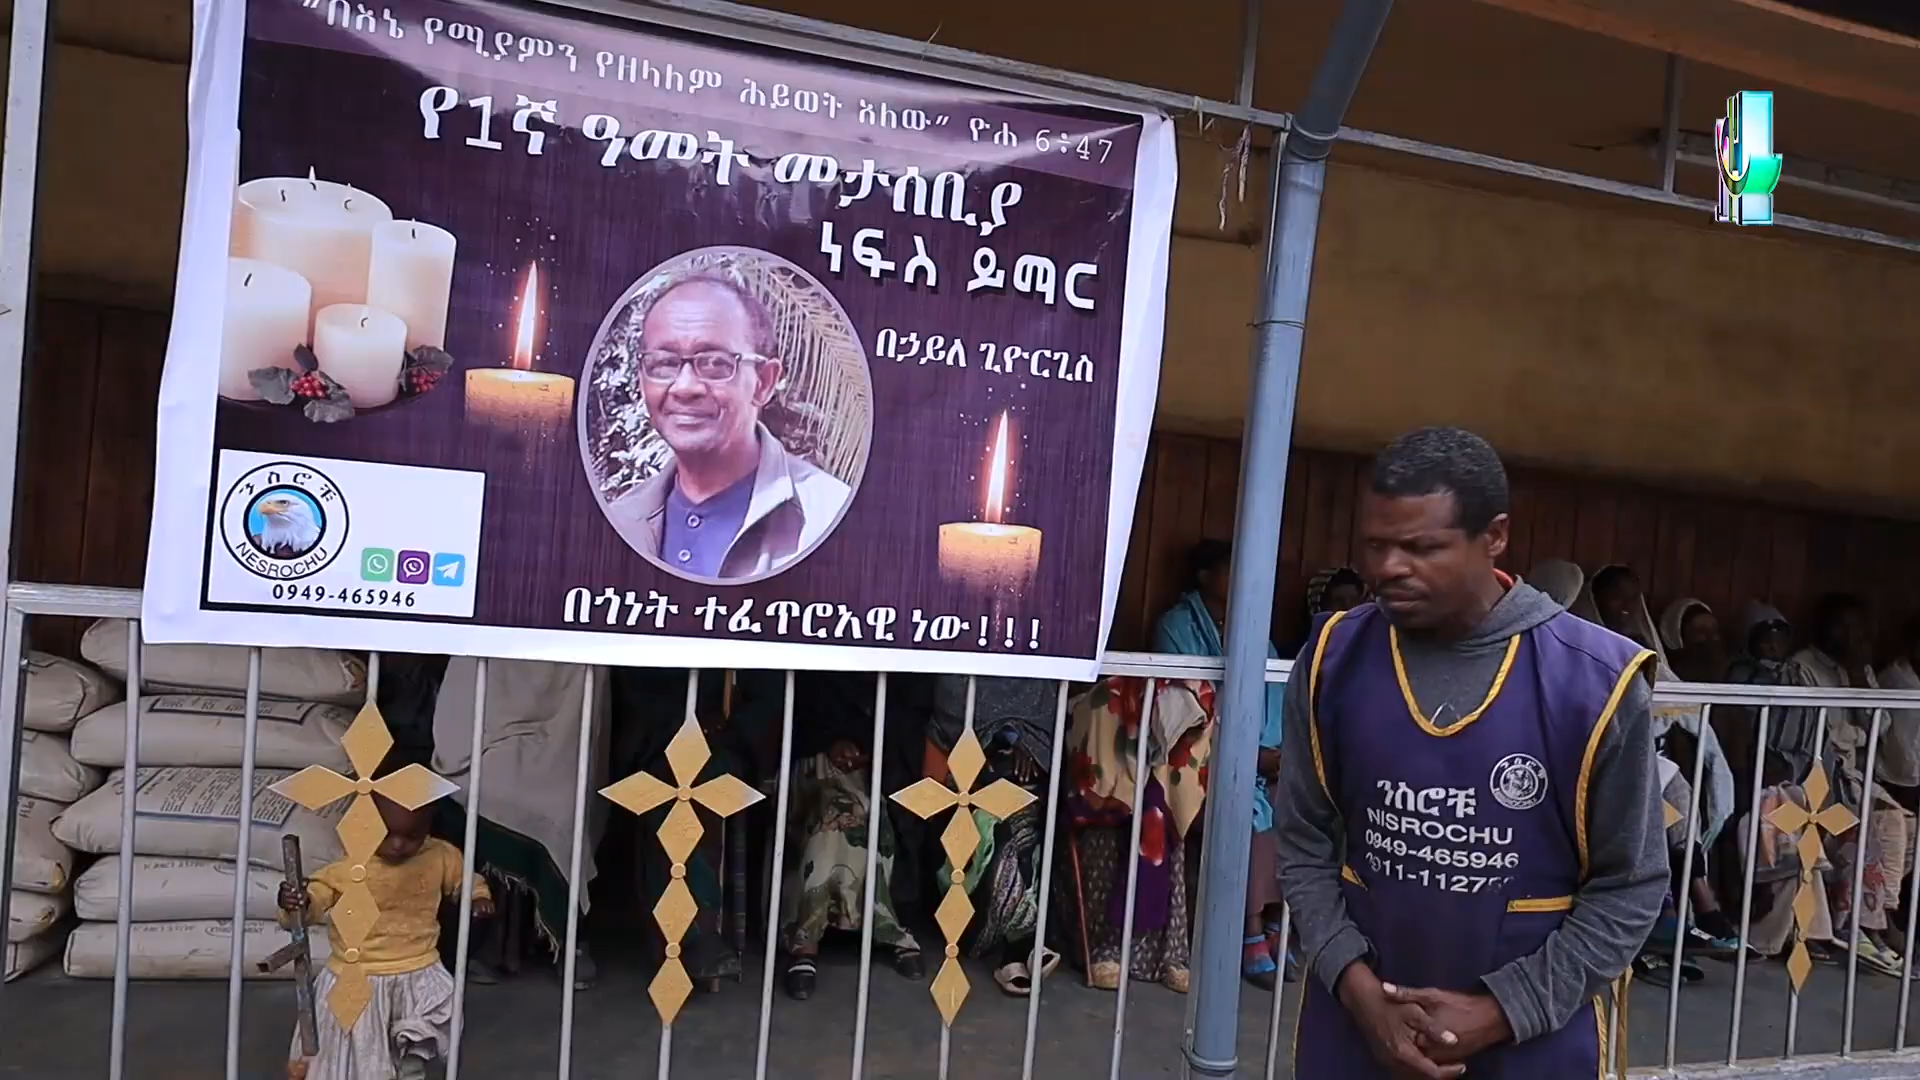 "በእኔ የሚያምን የዘላለም ሕይወት አለው" ዮሐ 6÷47
የ1ኛ ዓመት መታሰቢያ
ነፍስ ይማር
በኃይለ ጊዮርጊስ
ንስሮቹ
NESROCHU
0949-465946
በጎነት ተፈጥሮአዊ ነው!!!
ንስሮቹ
NISROCHU
0949-465946